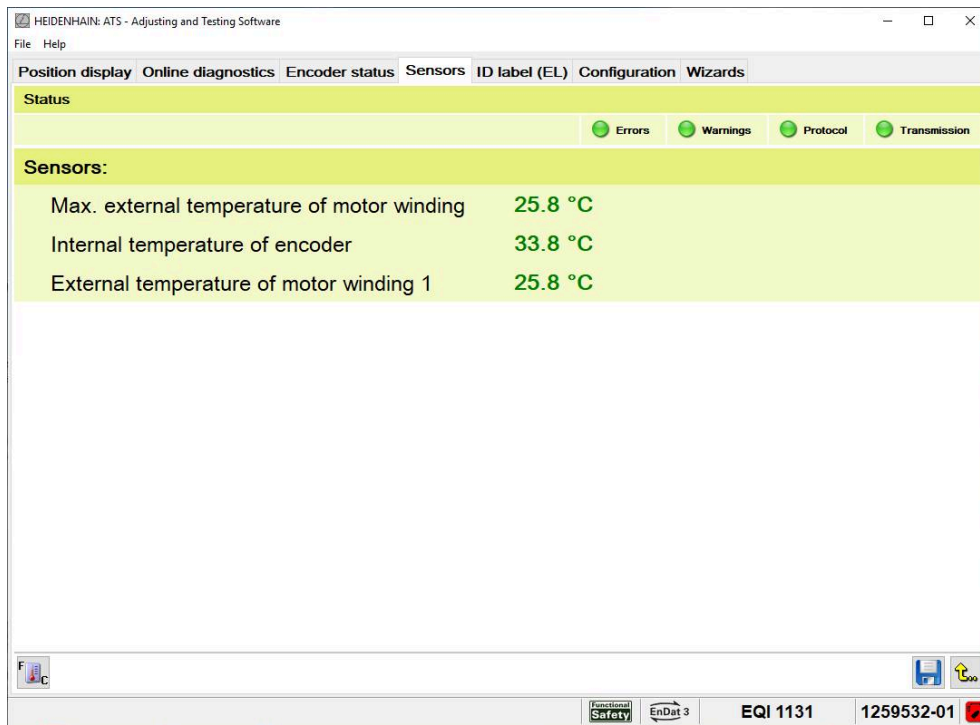 HEIDENHAIN: ATS - Adjusting and Testing Software
File Help
Position display Online diagnostics Encoder status Sensors ID label (EL) Configuration Wizards
Status
Errors Warnings Protocol Transmission
Sensors:
Max. external temperature of motor winding 25.8 °C
Internal temperature of encoder 33.8 °C
External temperature of motor winding 1 25.8 °C
F
C
Functional
Safety EnDat 3 EQI 1131 1259532-01